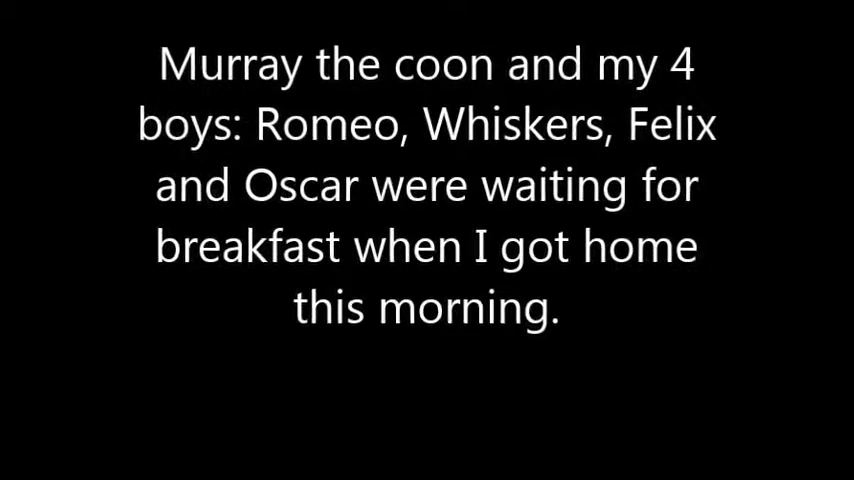 Murray the coon and my 4
boys: Romeo, Whiskers, Felix
and Oscar were waiting for
breakfast when I got home
this morning.